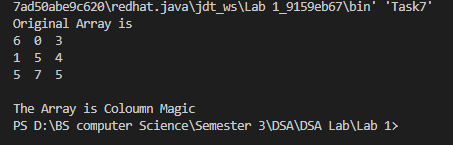 7ad50abe9c620\redhat.java\jdt_ws\Lab 1_9159eb67\bin' 'Task7'
Original Array is
6 0 3
1 5 4
5 7 5
The Array is Coloumn Magic
PS D:\BS computer Science\Semester 3\DSA\DSA Lab\Lab 1>